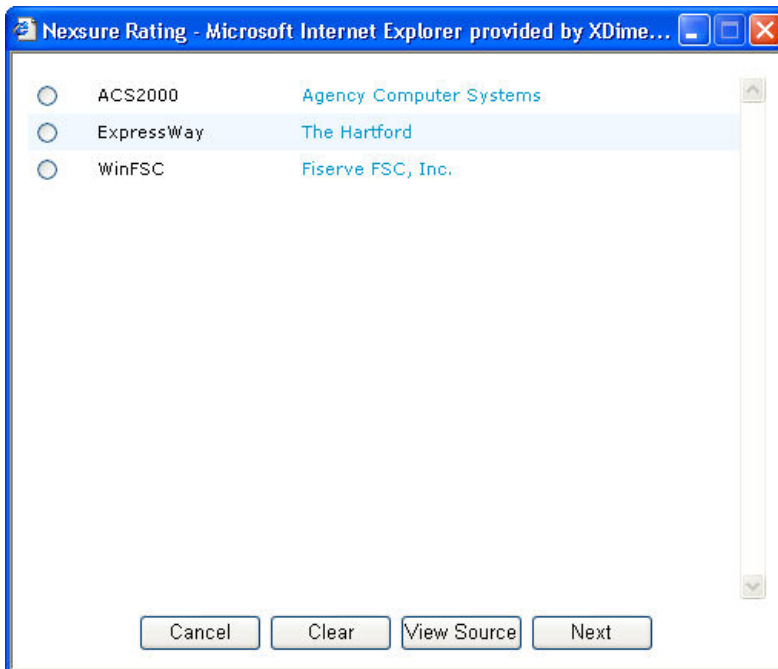 Nexsure Rating - Microsoft Internet Explorer provided by XDime...
ACS2000 Agency Computer Systems
ExpressWay The Hartford
WinFSC Fiserve FSC, Inc.
Cancel Clear View Source Next